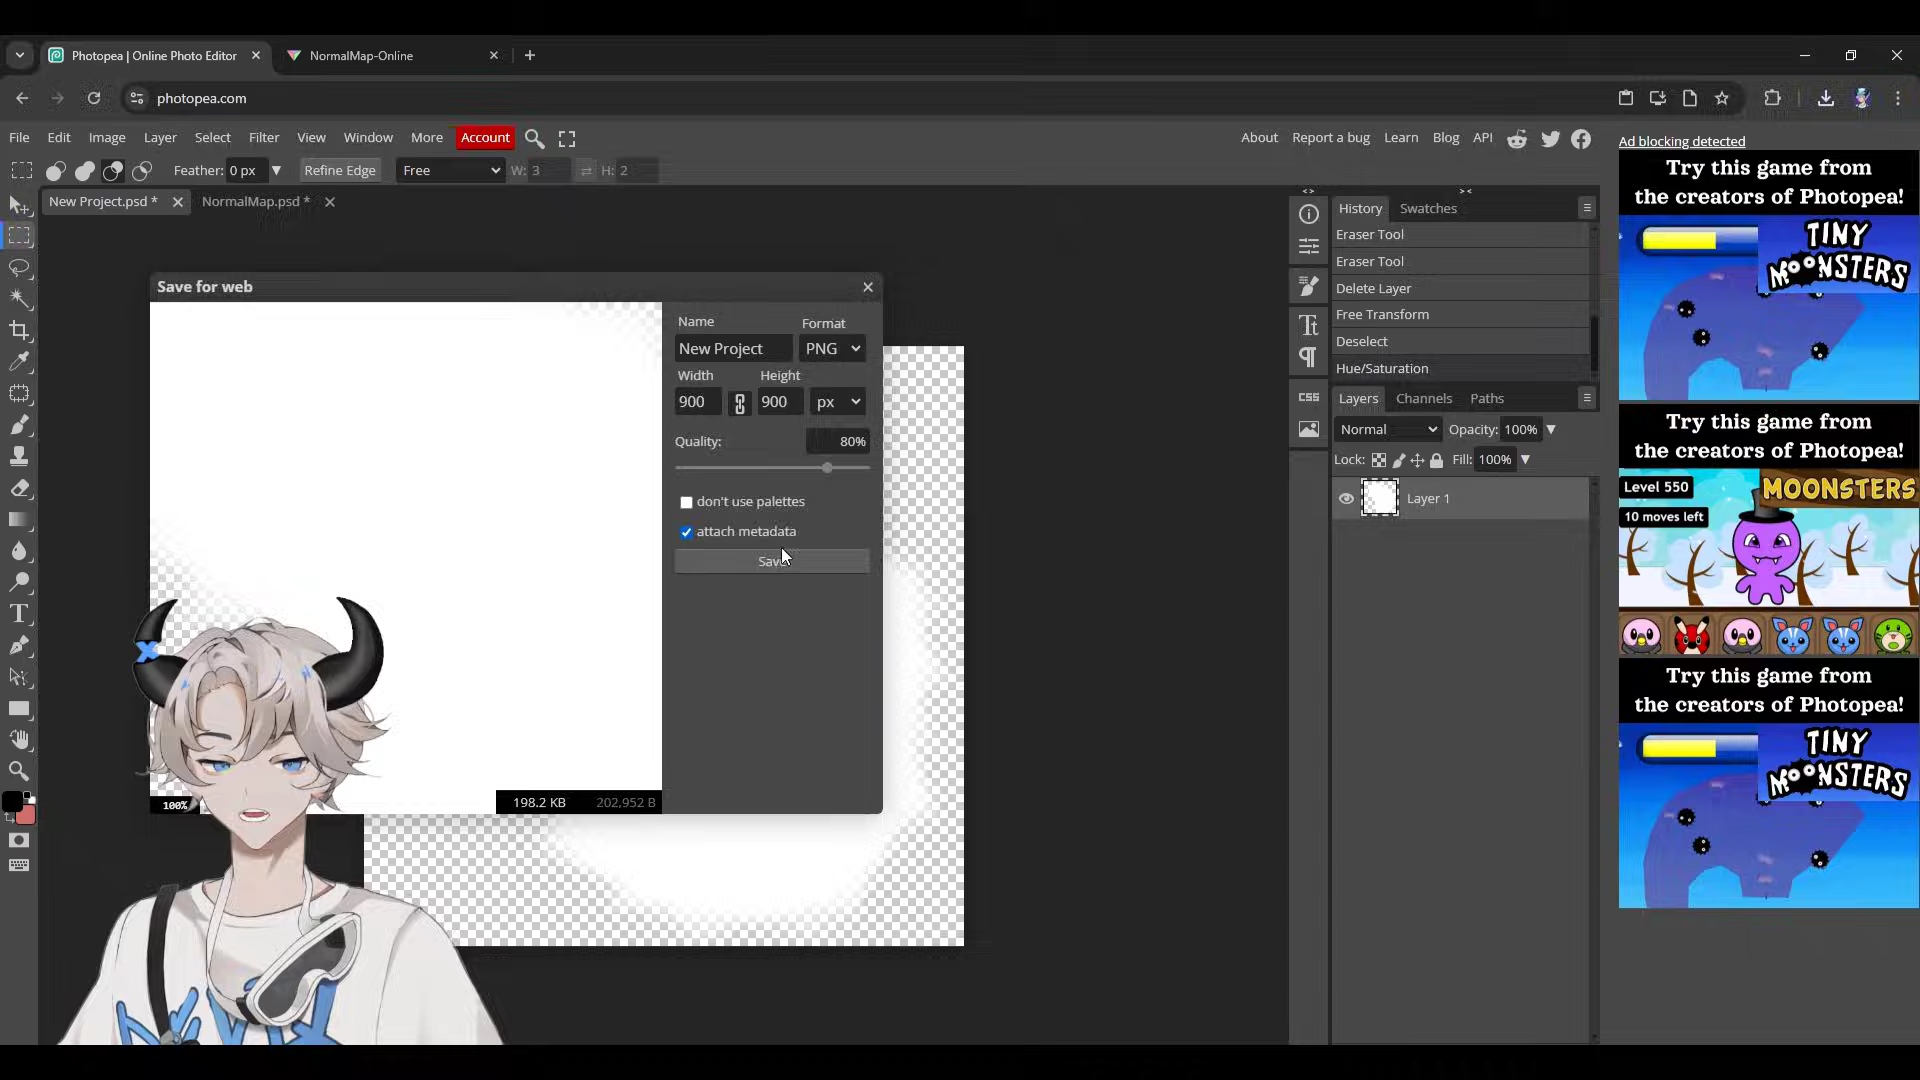 Photopea | Online Photo Editor
NormalMap-Online
photopea.com
File Edit Image Layer Select Filter View Window More Account
About Report a bug Learn Blog API
Feather: 0 px Refine Edge Free W: 3 H: 2
New Project.psd * NormalMap.psd *
Save for web
Name Format
New Project PNG
Width Height
900 900 px
Quality: 80%
don't use palettes
attach metadata
Save
100%
198.2 KB 202,952 B
CSS
History Swatches
Eraser Tool
Eraser Tool
Delete Layer
Free Transform
Deselect
Hue/Saturation
Layers Channels Paths
Normal Opacity: 100%
Lock: Fill: 100%
Layer 1
Ad blocking detected
Try this game from
the creators of Photopea!
TINY
MOONSTERS
Try this game from
the creators of Photopea!
Level 550
MOONSTERS
10 moves left
Try this game from
the creators of Photopea!
TINY
MOONSTERS